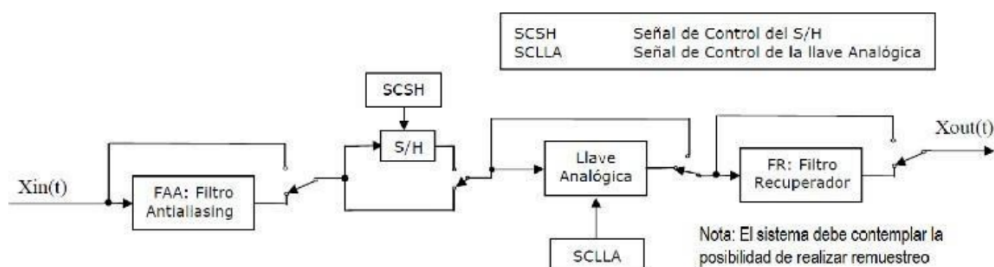 SCSH Señal de Control del S/H
SCLLA Señal de Control de la llave Analógica
SCSH
S/H
Xin(t)
FAA: Filtro
Antialiasing
Llave
Analógica
FR: Filtro
Recuperador
Xout(t)
SCLLA
Nota: El sistema debe contemplar la
posibilidad de realizar remuestreo